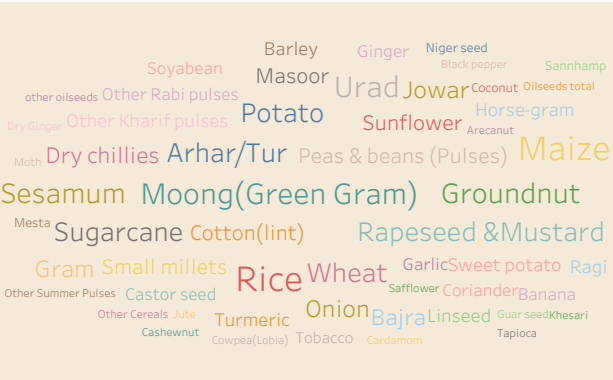 Barley Ginger Niger seed
Black pepper
Soyabean Masoor Sannhamp
other oilseeds Other Rabi pulses Urad Jowar Coconut Oilseeds total
Potato Horse-gram
Dry Ginger Other Kharif pulses Sunflower Arecanut
Moth Dry chillies Arhar/Tur Peas & beans (Pulses) Maize
Sesamum Moong(Green Gram) Groundnut
Mesta Sugarcane Cotton(lint) Rapeseed &Mustard
Gram Small millets Rice Wheat Garlic Sweet potato Ragi
Other Summer Pulses Castor seed Safflower Coriander Banana
Other Cereals Jute Turmeric Onion Bajra Linseed Guar seed Khesari
Cashewnut Cowpea(Lobia) Tobacco Cardamom Tapioca